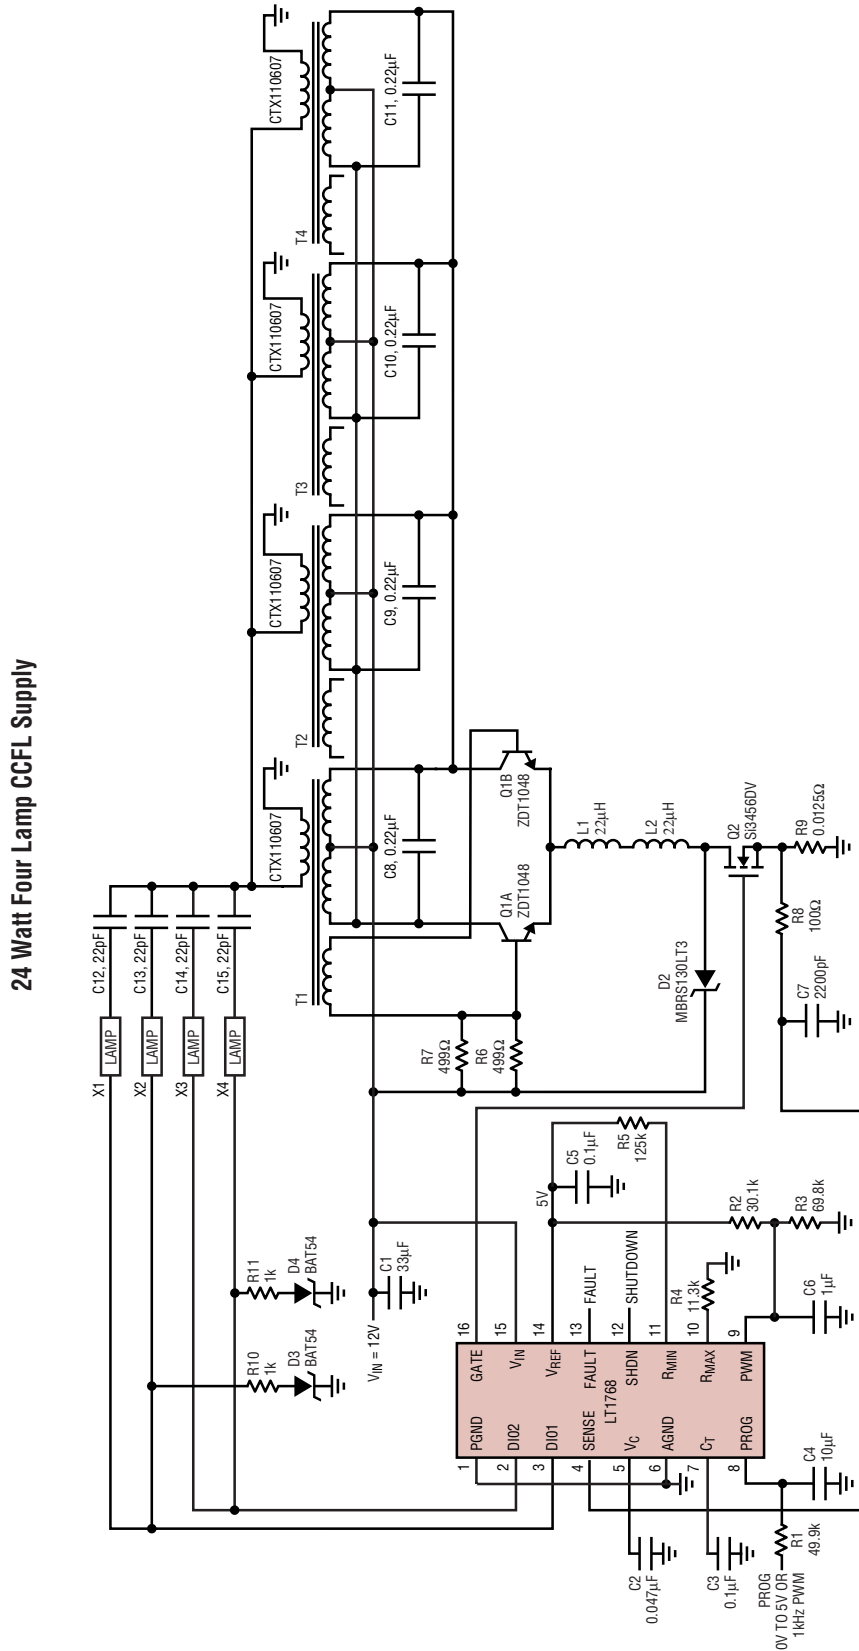 24 Watt Four Lamp CCFL Supply
X1
LAMP
C12, 22pF
X2
LAMP
C13, 22pF
X3
LAMP
C14, 22pF
X4
LAMP
C15, 22pF
R10
1k
D3
BAT54
R11
1k
D4
BAT54
CTX110607
T1
C8, 0.22µF
CTX110607
T2
C9, 0.22µF
CTX110607
T3
C10, 0.22µF
CTX110607
T4
C11, 0.22µF
VIN = 12V
C1
33µF
R7
499Ω
R6
499Ω
Q1A
ZDT1048
Q1B
ZDT1048
L1
22µH
L2
22µH
D2
MBRS130LT3
Q2
Si3456DV
R8
100Ω
R9
0.0125Ω
C7
2200pF
1
PGND
GATE
16
2
DIO2
VIN
15
3
DIO1
VREF
14
4
SENSE
FAULT
13
FAULT
LT1768
5
VC
SHDN
12
SHUTDOWN
6
AGND
RMIN
11
7
CT
RMAX
10
8
PROG
PWM
9
5V
C5
0.1µF
R5
125k
R4
11.3k
R2
30.1k
R3
69.8k
C6
1µF
C4
10µF
C2
0.047µF
C3
0.1µF
R1
49.9k
PROG
0V TO 5V OR
1kHz PWM